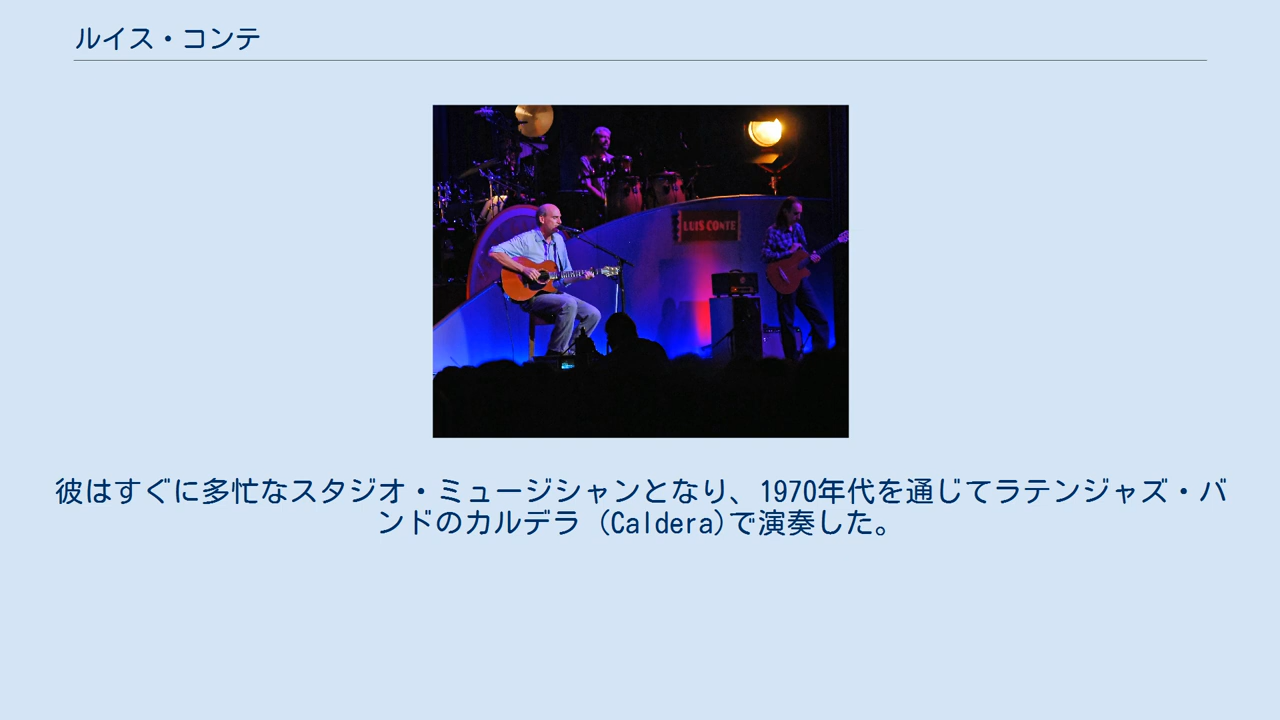 ルイス・コンテ
LUIS CONTE
彼はすぐに多忙なスタジオ・ミュージシャンとなり、1970年代を通じてラテンジャズ・バ
ンドのカルデラ (Caldera)で演奏した。